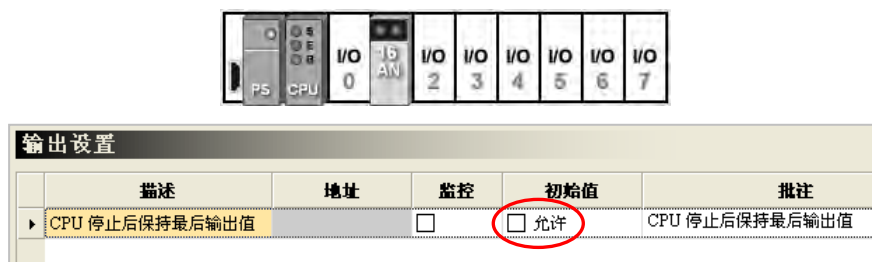 PS CPU I/O 0 16 AN I/O 2 I/O 3 I/O 4 I/O 5 I/O 6 I/O 7
输出设置
描述 地址 监控 初始值 批注
CPU 停止后保持最后输出值 允许 CPU 停止后保持最后输出值